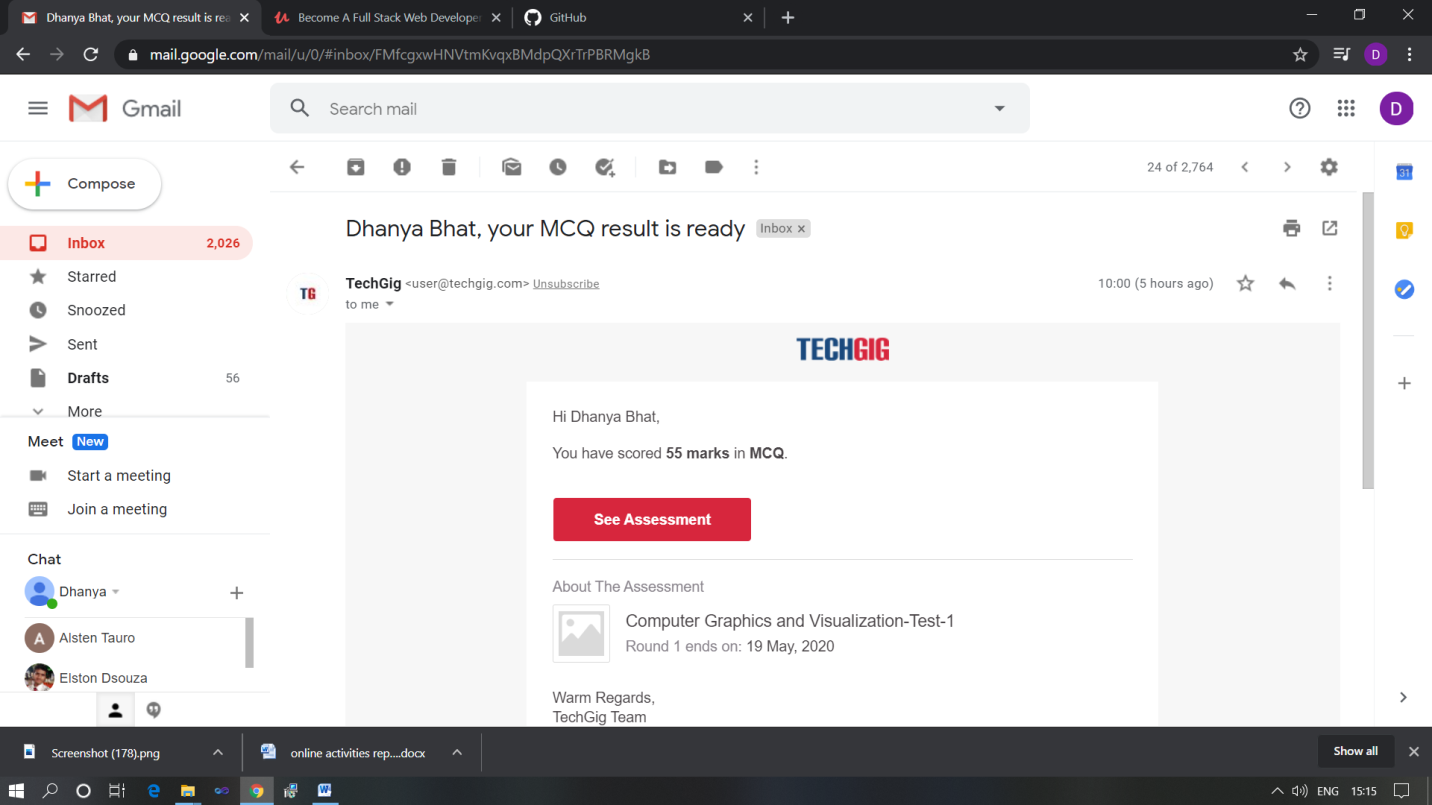 Dhanya Bhat, your MCQ result is rea
Become A Full Stack Web Developer
GitHub
mail.google.com/mail/u/0/#inbox/FMfcgxwHNVtmKvqxBMdpQXrTrPBRMgkB
D
Gmail
Search mail
D
Compose
24 of 2,764
31
Inbox 2,026
Starred
Snoozed
Sent
Drafts 56
More
Meet New
Start a meeting
Join a meeting
Chat
Dhanya
A Alsten Tauro
Elston Dsouza
Dhanya Bhat, your MCQ result is ready Inbox x
TG TechGig <user@techgig.com> Unsubscribe 10:00 (5 hours ago)
to me
TECHGIG
Hi Dhanya Bhat,
You have scored 55 marks in MCQ.
See Assessment
About The Assessment
Computer Graphics and Visualization-Test-1
Round 1 ends on: 19 May, 2020
Warm Regards,
TechGig Team
Screenshot (178).png
online activities rep....docx
Show all
ENG 15:15